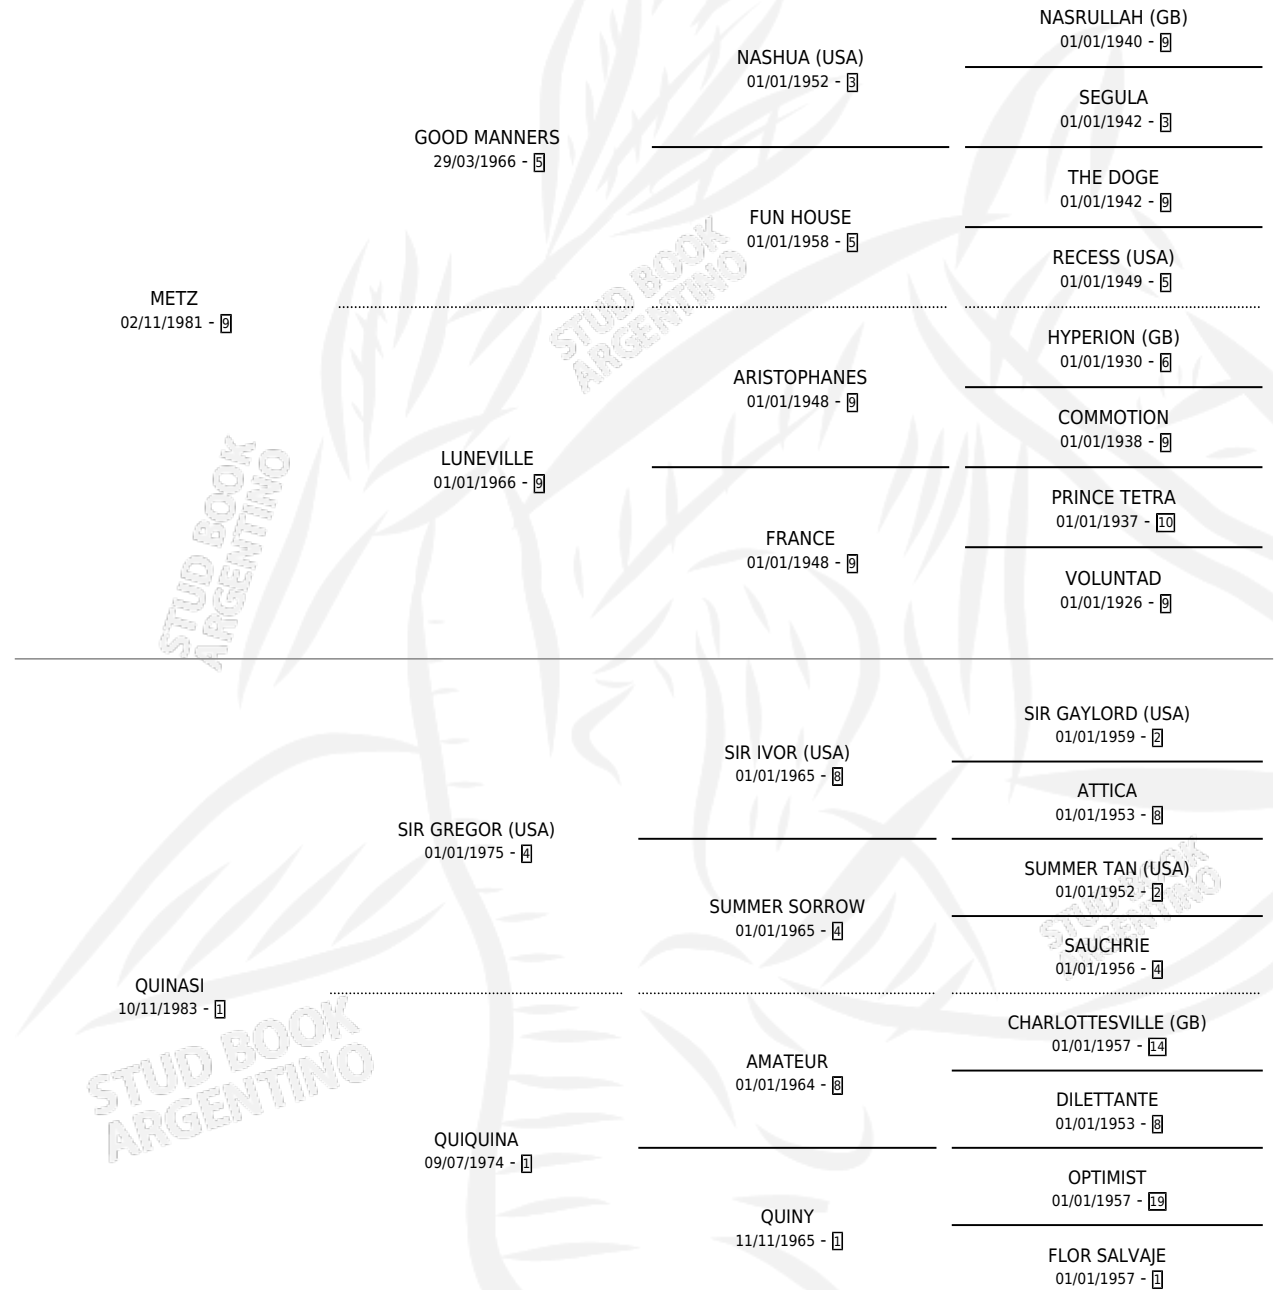 NASRULLAH (GB)
01/01/1940 - 9
NASHUA (USA)
01/01/1952 - 3
SEGULA
01/01/1942 - 3
GOOD MANNERS
29/03/1966 - 5
THE DOGE
01/01/1942 - 9
FUN HOUSE
01/01/1958 - 5
RECESS (USA)
01/01/1949 - 5
METZ
02/11/1981 - 9
STUD BOOK
ARGENTINO
HYPERION (GB)
01/01/1930 - 6
ARISTOPHANES
01/01/1948 - 9
COMMOTION
01/01/1938 - 9
LUNEVILLE
01/01/1966 - 9
PRINCE TETRA
01/01/1937 - 10
FRANCE
01/01/1948 - 9
VOLUNTAD
01/01/1926 - 9
STUD BOOK
ARGENTINO
SIR GAYLORD (USA)
01/01/1959 - 2
SIR IVOR (USA)
01/01/1965 - 8
ATTICA
01/01/1953 - 8
SIR GREGOR (USA)
01/01/1975 - 4
SUMMER TAN (USA)
01/01/1952 - 2
SUMMER SORROW
01/01/1965 - 4
STUD BOOK
ARGENTINO
SAUCHRIE
01/01/1956 - 4
QUINASI
10/11/1983 - 1
CHARLOTTESVILLE (GB)
01/01/1957 - 14
STUD BOOK
ARGENTINO
AMATEUR
01/01/1964 - 8
DILETTANTE
01/01/1953 - 8
QUIQUINA
09/07/1974 - 1
OPTIMIST
01/01/1957 - 19
QUINY
11/11/1965 - 1
FLOR SALVAJE
01/01/1957 - 1